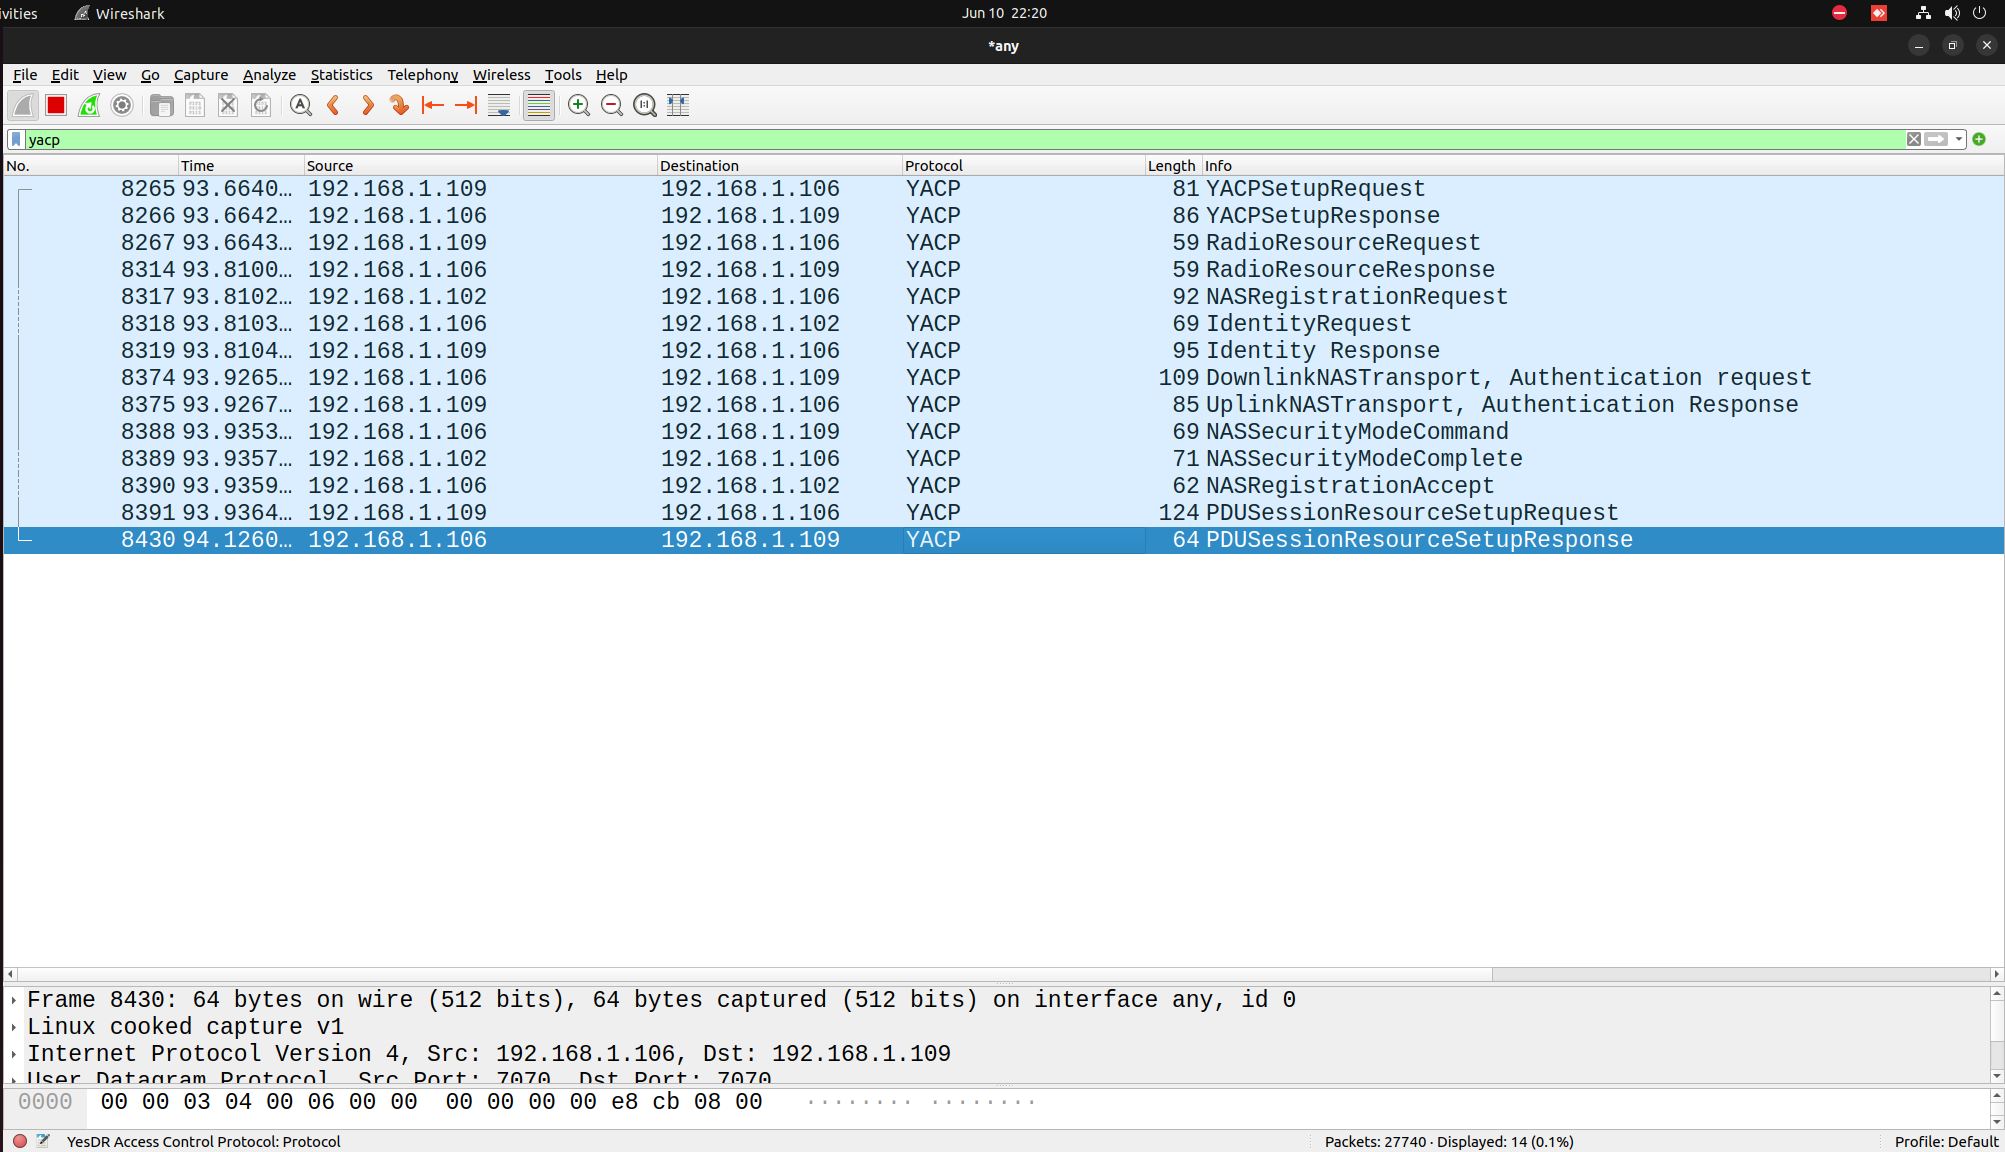 ivities Wireshark Jun 10 22:20
*any
File Edit View Go Capture Analyze Statistics Telephony Wireless Tools Help
yacp
No. Time Source Destination Protocol Length Info
8265 93.6640… 192.168.1.109 192.168.1.106 YACP 81 YACPSetupRequest
8266 93.6642… 192.168.1.106 192.168.1.109 YACP 86 YACPSetupResponse
8267 93.6643… 192.168.1.109 192.168.1.106 YACP 59 RadioResourceRequest
8314 93.8100… 192.168.1.106 192.168.1.109 YACP 59 RadioResourceResponse
8317 93.8102… 192.168.1.102 192.168.1.106 YACP 92 NASRegistrationRequest
8318 93.8103… 192.168.1.106 192.168.1.102 YACP 69 IdentityRequest
8319 93.8104… 192.168.1.109 192.168.1.106 YACP 95 Identity Response
8374 93.9265… 192.168.1.106 192.168.1.109 YACP 109 DownlinkNASTransport, Authentication request
8375 93.9267… 192.168.1.109 192.168.1.106 YACP 85 UplinkNASTransport, Authentication Response
8388 93.9353… 192.168.1.106 192.168.1.109 YACP 69 NASSecurityModeCommand
8389 93.9357… 192.168.1.102 192.168.1.106 YACP 71 NASSecurityModeComplete
8390 93.9359… 192.168.1.106 192.168.1.102 YACP 62 NASRegistrationAccept
8391 93.9364… 192.168.1.109 192.168.1.106 YACP 124 PDUSessionResourceSetupRequest
8430 94.1260… 192.168.1.106 192.168.1.109 YACP 64 PDUSessionResourceSetupResponse
Frame 8430: 64 bytes on wire (512 bits), 64 bytes captured (512 bits) on interface any, id 0
Linux cooked capture v1
Internet Protocol Version 4, Src: 192.168.1.106, Dst: 192.168.1.109
User Datagram Protocol, Src Port: 7070, Dst Port: 7070
0000 00 00 03 04 00 06 00 00 00 00 00 00 e8 cb 08 00 ········ ········
YesDR Access Control Protocol: Protocol Packets: 27740 · Displayed: 14 (0.1%) Profile: Default